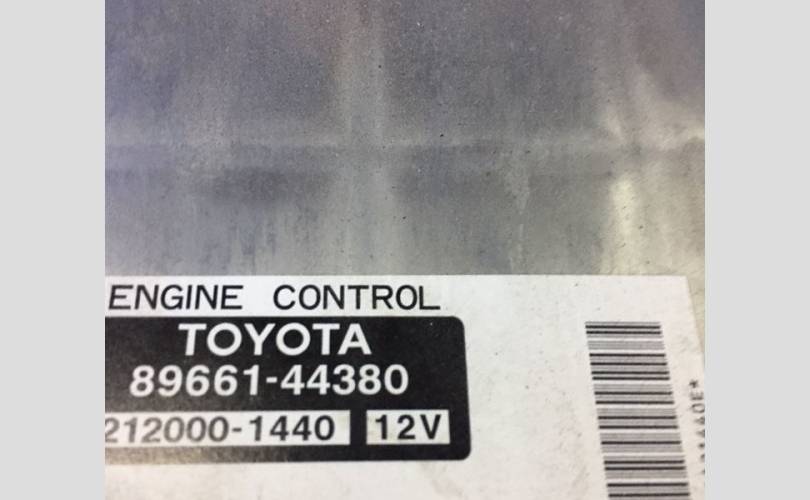 ENGINE CONTROL
TOYOTA
89661-44380
212000-1440 12V